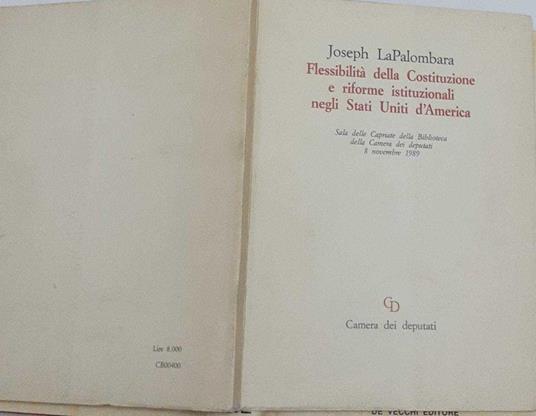 Lire 8.000
CB00400
Joseph LaPalombara
Flessibilità della Costituzione
e riforme istituzionali
negli Stati Uniti d'America
Sala delle Capriate della Biblioteca
della Camera dei deputati
8 novembre 1989
CD
Camera dei deputati
DE VECCHI EDITORE